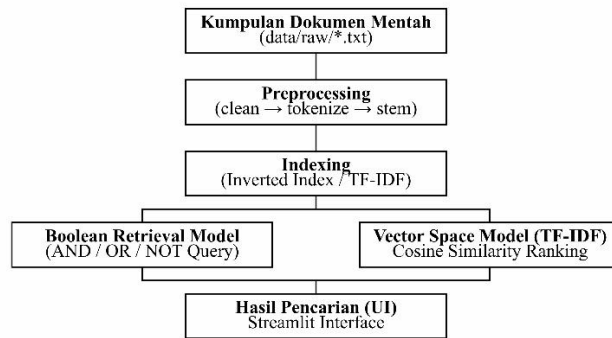 Kumpulan Dokumen Mentah
(data/raw/*.txt)
Preprocessing
(clean → tokenize → stem)
Indexing
(Inverted Index / TF-IDF)
Boolean Retrieval Model
(AND / OR / NOT Query)
Vector Space Model (TF-IDF)
Cosine Similarity Ranking
Hasil Pencarian (UI)
Streamlit Interface